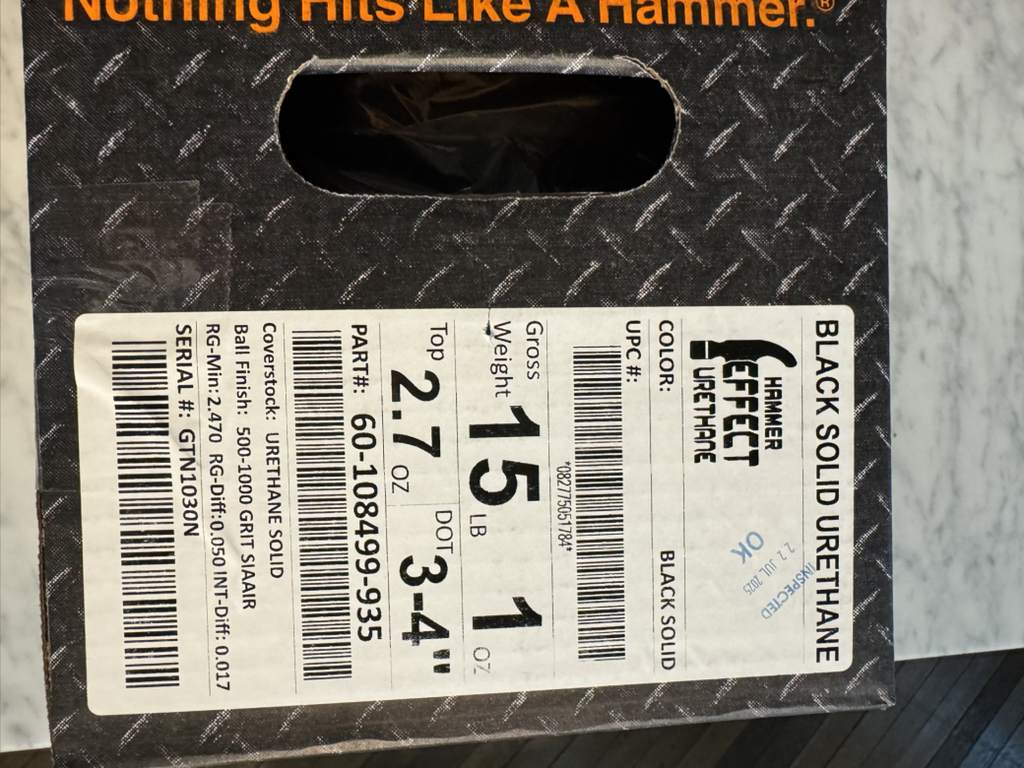 Nothing Hits Like A Hammer.®
BLACK SOLID URETHANE
HAMMER
EFFECT
URETHANE
INSPECTED
22 JUL 2025
OK
COLOR: BLACK SOLID
UPC #:
*082775051784*
Gross Weight 15 LB 1 OZ
Top 2.7 OZ DOT 3-4"
PART#: 60-108499-935
Coverstock: URETHANE SOLID
Ball Finish: 500-1000 GRIT SIAAIR
RG-Min: 2.470 RG-Diff: 0.050 INT-Diff: 0.017
SERIAL #: GTN1030N